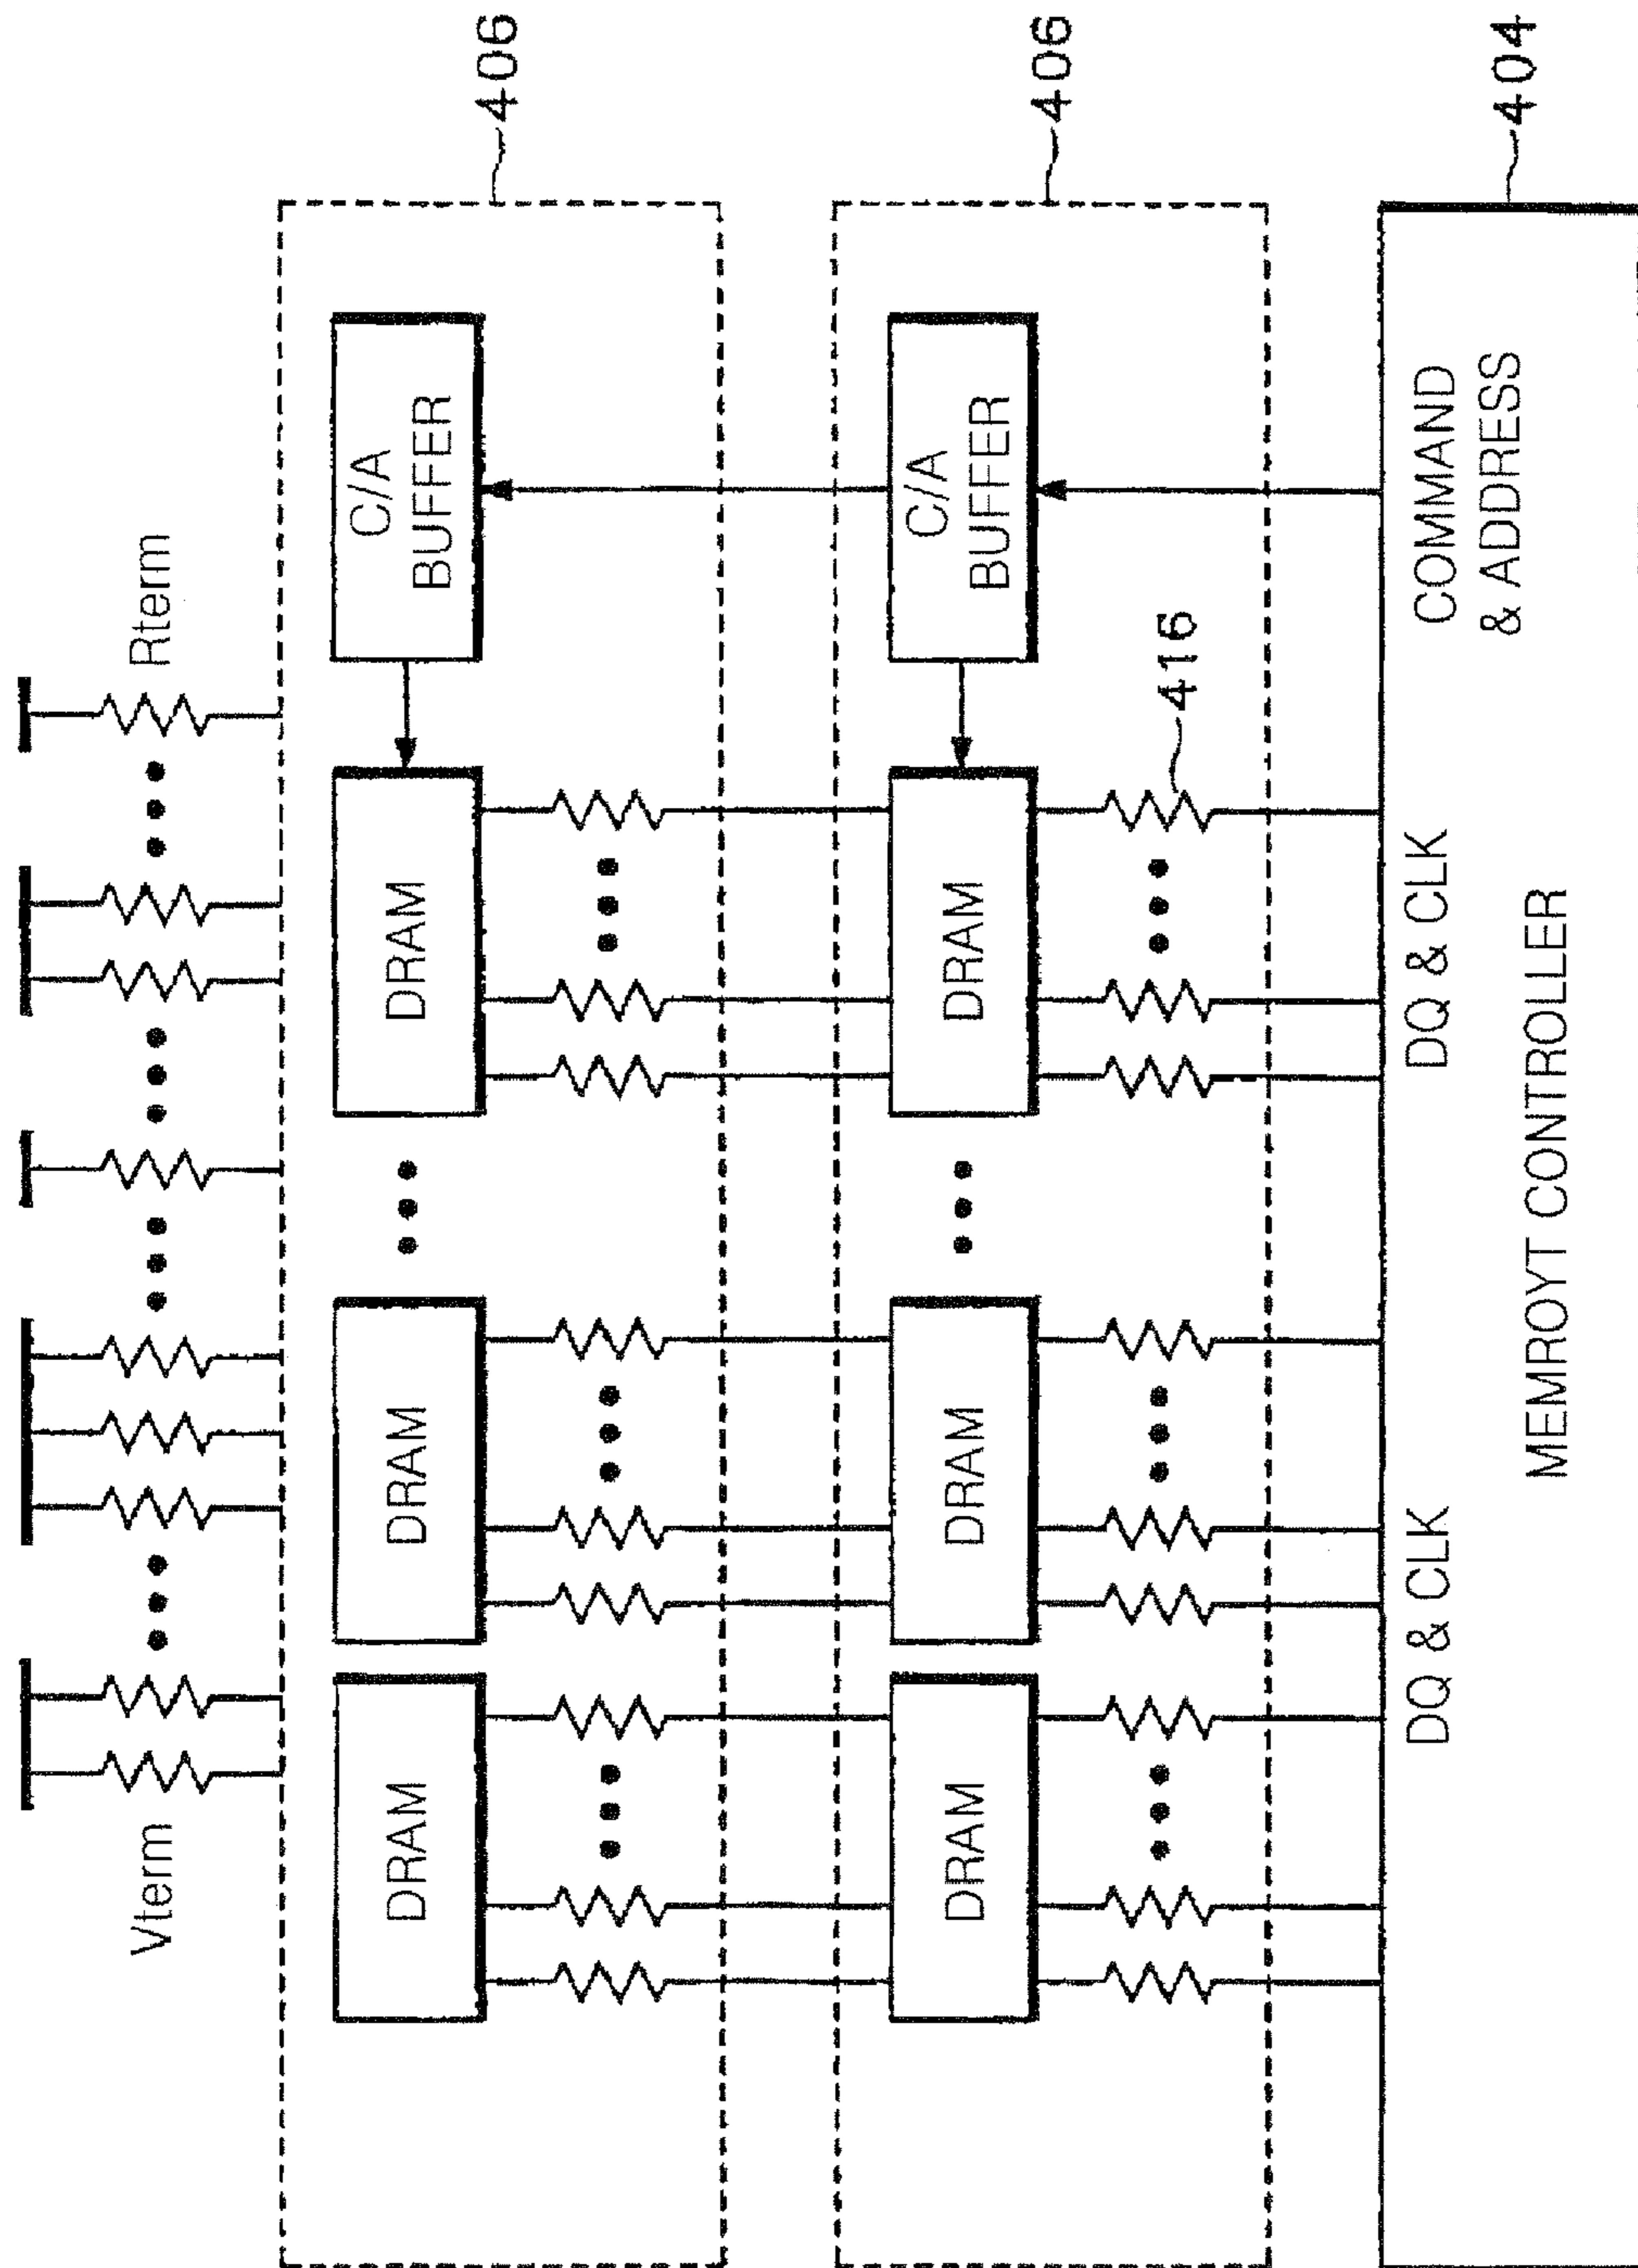 Vterm
Rterm
DRAM
DRAM
DRAM
C/A
BUFFER
406
DRAM
DRAM
DRAM
C/A
BUFFER
406
416
DQ & CLK
DQ & CLK
COMMAND
& ADDRESS
MEMROYT CONTROLLER
404